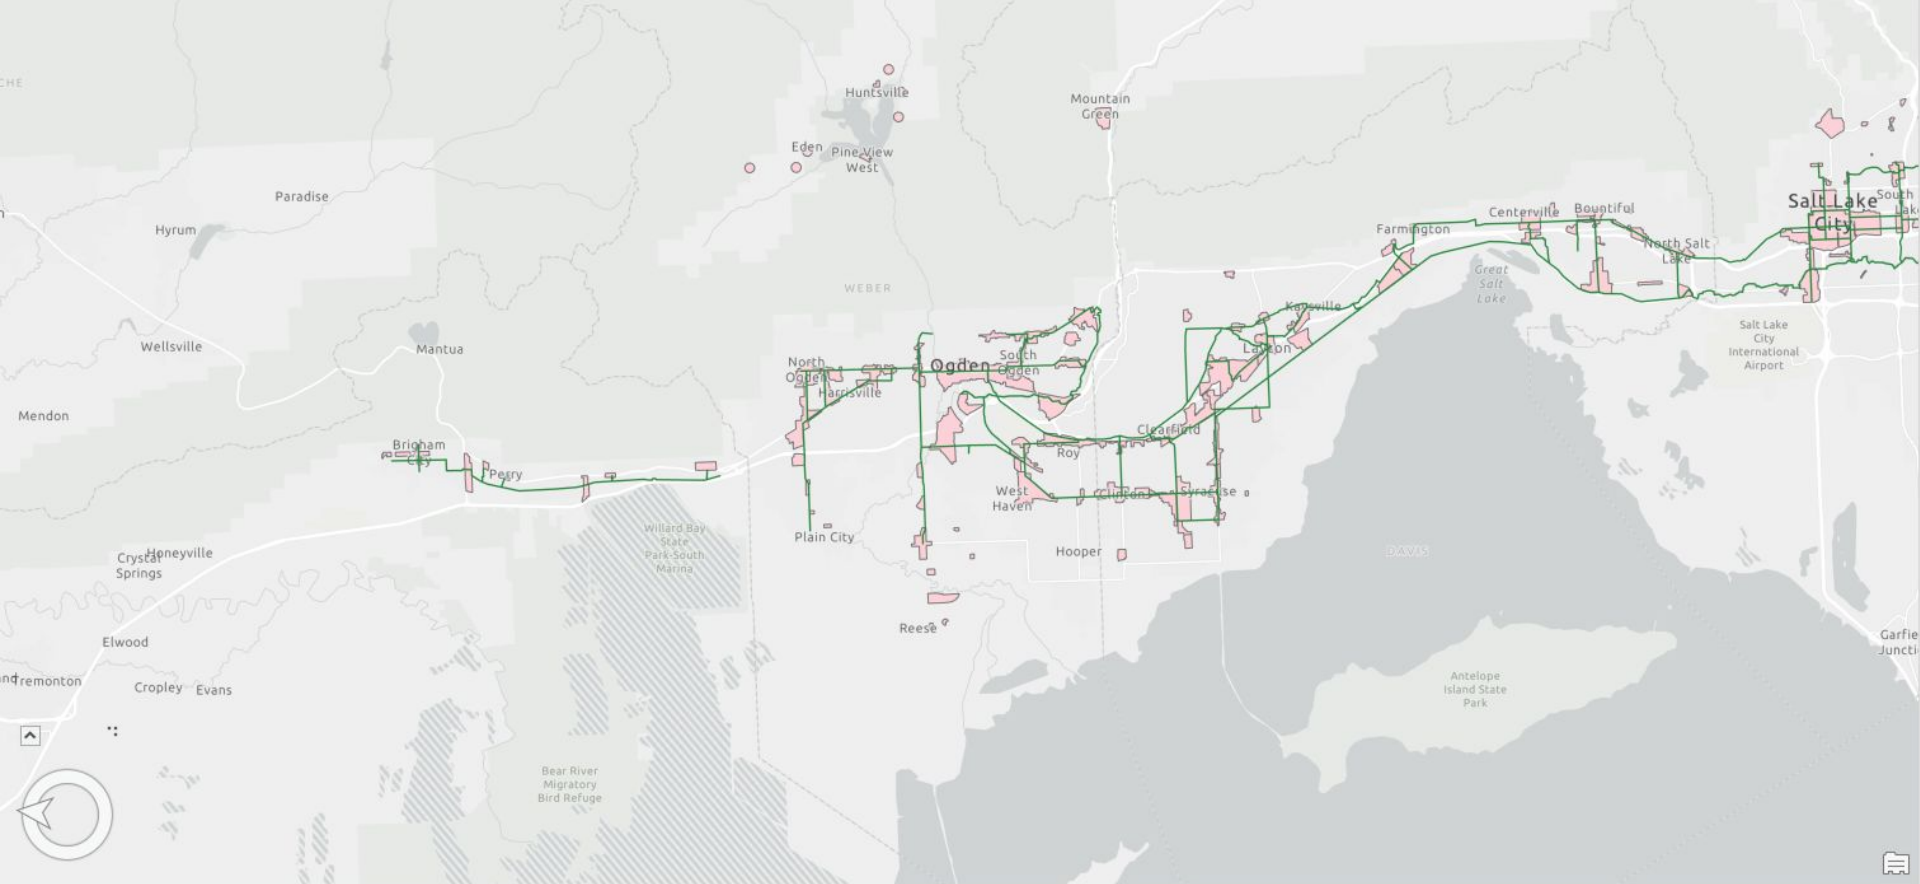 CHE
Huntsville
Mountain
Green
Eden
Pine View
West
Paradise
Hyrum
Salt Lake
City
South
Lake
Centerville
Bountiful
Farmington
North Salt
Lake
Great
Salt
Lake
WEBER
Kaysville
Wellsville
Mantua
Layton
Salt Lake
City
International
Airport
North
Ogden
Ogden
South
Ogden
Harrisville
Mendon
Brigham
City
Perry
Clearfield
Roy
West
Haven
Clinton
Syracuse
Willard Bay
State
Park-South
Marina
Plain City
Hooper
DAVIS
Crystal
Springs
Honeyville
Reese
Elwood
Garfie
Juncti
Tremonton
Cropley
Evans
Antelope
Island State
Park
Bear River
Migratory
Bird Refuge